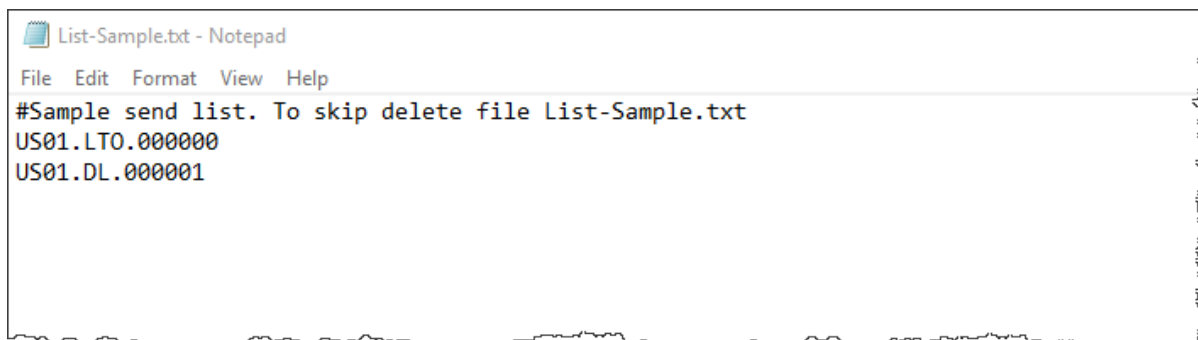 List-Sample.txt - Notepad
File Edit Format View Help
#Sample send list. To skip delete file List-Sample.txt
US01.LTO.000000
US01.DL.000001